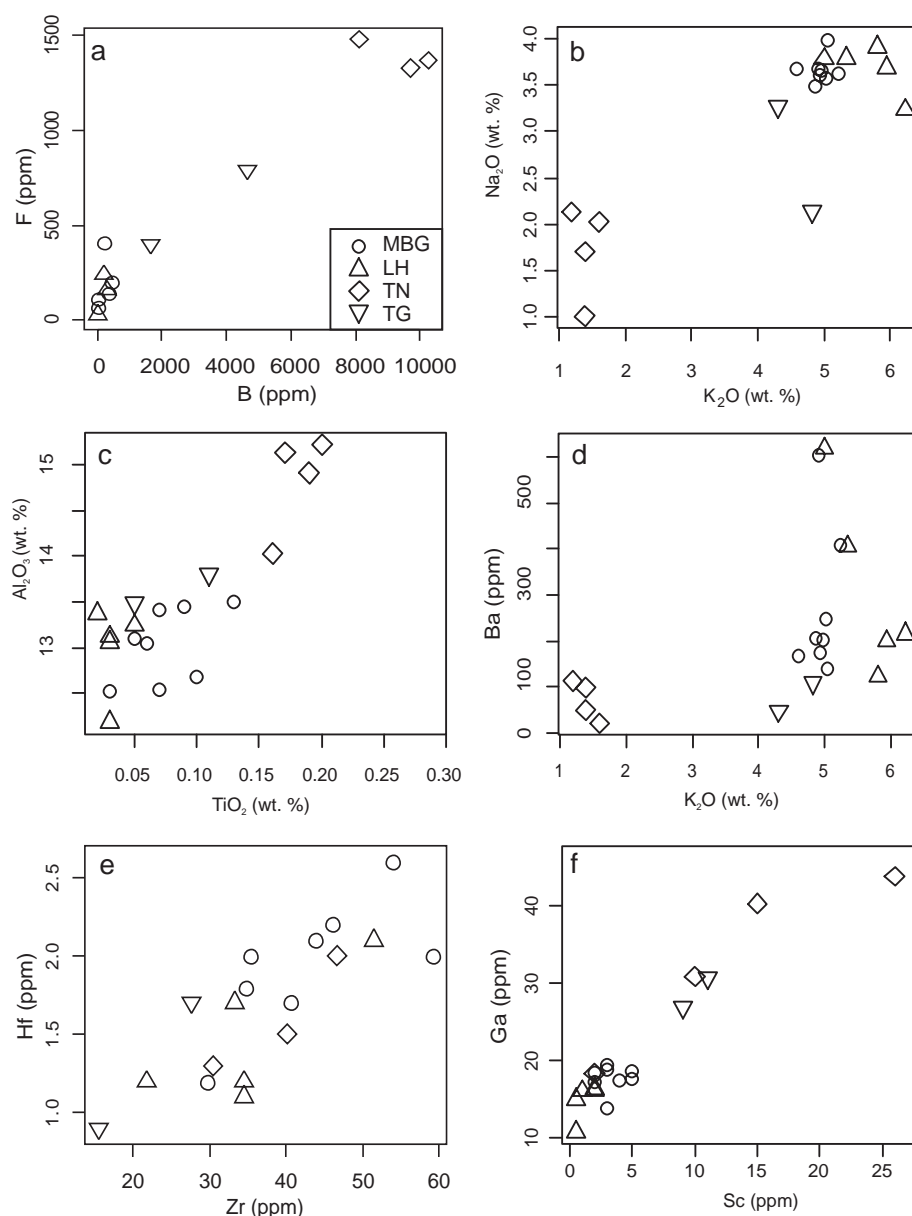 a
1500
1000
500
0
F (ppm)
MBG
LH
TN
TG
0 2000 4000 6000 8000 10000
B (ppm)
b
4.0
3.5
3.0
2.5
2.0
1.5
1.0
Na₂O (wt. %)
1 2 3 4 5 6
K₂O (wt. %)
c
15
14
13
Al₂O₃ (wt. %)
0.05 0.10 0.15 0.20 0.25 0.30
TiO₂ (wt. %)
d
500
300
100
0
Ba (ppm)
1 2 3 4 5 6
K₂O (wt. %)
e
2.5
2.0
1.5
1.0
Hf (ppm)
20 30 40 50 60
Zr (ppm)
f
40
30
20
10
Ga (ppm)
0 5 10 15 20 25
Sc (ppm)